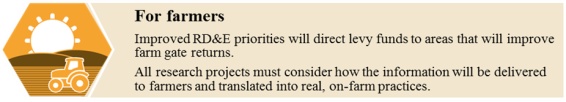 For farmers
Improved RD&E priorities will direct levy funds to areas that will improve
farm gate returns.
All research projects must consider how the information will be delivered
to farmers and translated into real, on-farm practices.